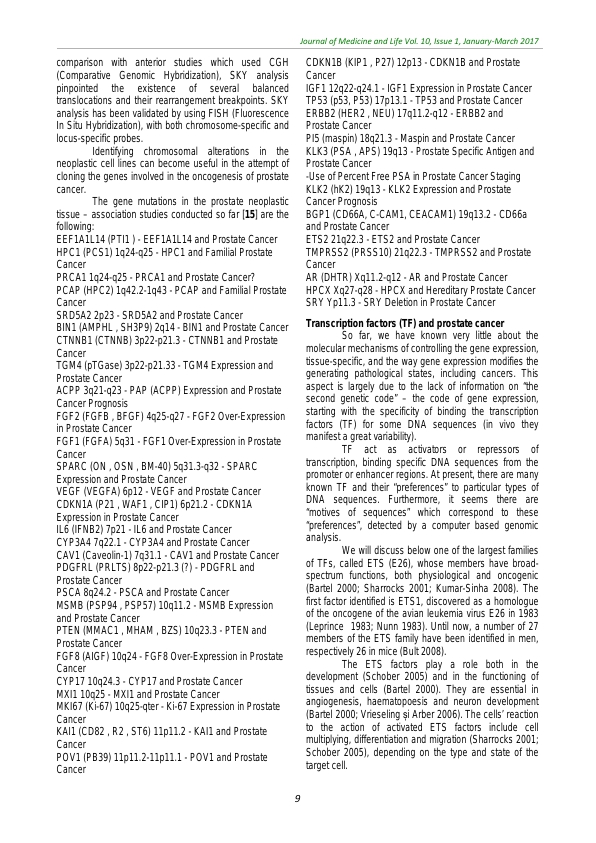 Journal of Medicine and Life Vol. 10, Issue 1, January-March 2017
comparison with anterior studies which used CGH
(Comparative Genomic Hybridization), SKY analysis
pinpointed the existence of several balanced
translocations and their rearrangement breakpoints. SKY
analysis has been validated by using FISH (Fluorescence
In Situ Hybridization), with both chromosome-specific and
locus-specific probes.
Identifying chromosomal alterations in the
neoplastic cell lines can become useful in the attempt of
cloning the genes involved in the oncogenesis of prostate
cancer.
The gene mutations in the prostate neoplastic
tissue – association studies conducted so far [15] are the
following:
EEF1A1L14 (PTI1 ) - EEF1A1L14 and Prostate Cancer
HPC1 (PCS1) 1q24-q25 - HPC1 and Familial Prostate
Cancer
PRCA1 1q24-q25 - PRCA1 and Prostate Cancer?
PCAP (HPC2) 1q42.2-1q43 - PCAP and Familial Prostate
Cancer
SRD5A2 2p23 - SRD5A2 and Prostate Cancer
BIN1 (AMPHL , SH3P9) 2q14 - BIN1 and Prostate Cancer
CTNNB1 (CTNNB) 3p22-p21.3 - CTNNB1 and Prostate
Cancer
TGM4 (pTGase) 3p22-p21.33 - TGM4 Expression and
Prostate Cancer
ACPP 3q21-q23 - PAP (ACPP) Expression and Prostate
Cancer Prognosis
FGF2 (FGFB , BFGF) 4q25-q27 - FGF2 Over-Expression
in Prostate Cancer
FGF1 (FGFA) 5q31 - FGF1 Over-Expression in Prostate
Cancer
SPARC (ON , OSN , BM-40) 5q31.3-q32 - SPARC
Expression and Prostate Cancer
VEGF (VEGFA) 6p12 - VEGF and Prostate Cancer
CDKN1A (P21 , WAF1 , CIP1) 6p21.2 - CDKN1A
Expression in Prostate Cancer
IL6 (IFNB2) 7p21 - IL6 and Prostate Cancer
CYP3A4 7q22.1 - CYP3A4 and Prostate Cancer
CAV1 (Caveolin-1) 7q31.1 - CAV1 and Prostate Cancer
PDGFRL (PRLTS) 8p22-p21.3 (?) - PDGFRL and
Prostate Cancer
PSCA 8q24.2 - PSCA and Prostate Cancer
MSMB (PSP94 , PSP57) 10q11.2 - MSMB Expression
and Prostate Cancer
PTEN (MMAC1 , MHAM , BZS) 10q23.3 - PTEN and
Prostate Cancer
FGF8 (AIGF) 10q24 - FGF8 Over-Expression in Prostate
Cancer
CYP17 10q24.3 - CYP17 and Prostate Cancer
MXI1 10q25 - MXI1 and Prostate Cancer
MKI67 (Ki-67) 10q25-qter - Ki-67 Expression in Prostate
Cancer
KAI1 (CD82 , R2 , ST6) 11p11.2 - KAI1 and Prostate
Cancer
POV1 (PB39) 11p11.2-11p11.1 - POV1 and Prostate
Cancer
CDKN1B (KIP1 , P27) 12p13 - CDKN1B and Prostate
Cancer
IGF1 12q22-q24.1 - IGF1 Expression in Prostate Cancer
TP53 (p53, P53) 17p13.1 - TP53 and Prostate Cancer
ERBB2 (HER2 , NEU) 17q11.2-q12 - ERBB2 and
Prostate Cancer
PI5 (maspin) 18q21.3 - Maspin and Prostate Cancer
KLK3 (PSA , APS) 19q13 - Prostate Specific Antigen and
Prostate Cancer
-Use of Percent Free PSA in Prostate Cancer Staging
KLK2 (hK2) 19q13 - KLK2 Expression and Prostate
Cancer Prognosis
BGP1 (CD66A, C-CAM1, CEACAM1) 19q13.2 - CD66a
and Prostate Cancer
ETS2 21q22.3 - ETS2 and Prostate Cancer
TMPRSS2 (PRSS10) 21q22.3 - TMPRSS2 and Prostate
Cancer
AR (DHTR) Xq11.2-q12 - AR and Prostate Cancer
HPCX Xq27-q28 - HPCX and Hereditary Prostate Cancer
SRY Yp11.3 - SRY Deletion in Prostate Cancer
Transcription factors (TF) and prostate cancer
So far, we have known very little about the
molecular mechanisms of controlling the gene expression,
tissue-specific, and the way gene expression modifies the
generating pathological states, including cancers. This
aspect is largely due to the lack of information on “the
second genetic code” – the code of gene expression,
starting with the specificity of binding the transcription
factors (TF) for some DNA sequences (in vivo they
manifest a great variability).
TF act as activators or repressors of
transcription, binding specific DNA sequences from the
promoter or enhancer regions. At present, there are many
known TF and their “preferences” to particular types of
DNA sequences. Furthermore, it seems there are
“motives of sequences” which correspond to these
“preferences”, detected by a computer based genomic
analysis.
We will discuss below one of the largest families
of TFs, called ETS (E26), whose members have broad-
spectrum functions, both physiological and oncogenic
(Bartel 2000; Sharrocks 2001; Kumar-Sinha 2008). The
first factor identified is ETS1, discovered as a homologue
of the oncogene of the avian leukemia virus E26 in 1983
(Leprince 1983; Nunn 1983). Until now, a number of 27
members of the ETS family have been identified in men,
respectively 26 in mice (Bult 2008).
The ETS factors play a role both in the
development (Schober 2005) and in the functioning of
tissues and cells (Bartel 2000). They are essential in
angiogenesis, haematopoesis and neuron development
(Bartel 2000; Vrieseling și Arber 2006). The cells’ reaction
to the action of activated ETS factors include cell
multiplying, differentiation and migration (Sharrocks 2001;
Schober 2005), depending on the type and state of the
target cell.
9